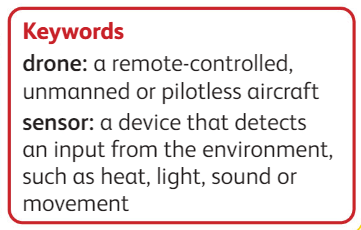 Keywords
drone: a remote-controlled,
unmanned or pilotless aircraft
sensor: a device that detects
an input from the environment,
such as heat, light, sound or
movement